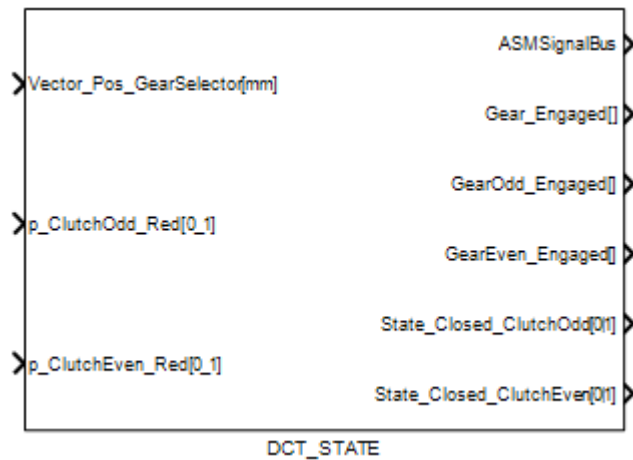 ASMSignalBus
Vector_Pos_GearSelector[mm]
Gear_Engaged[]
GearOdd_Engaged[]
p_ClutchOdd_Red[0_1]
GearEven_Engaged[]
State_Closed_ClutchOdd[0|1]
p_ClutchEven_Red[0_1]
State_Closed_ClutchEven[0|1]
DCT_STATE